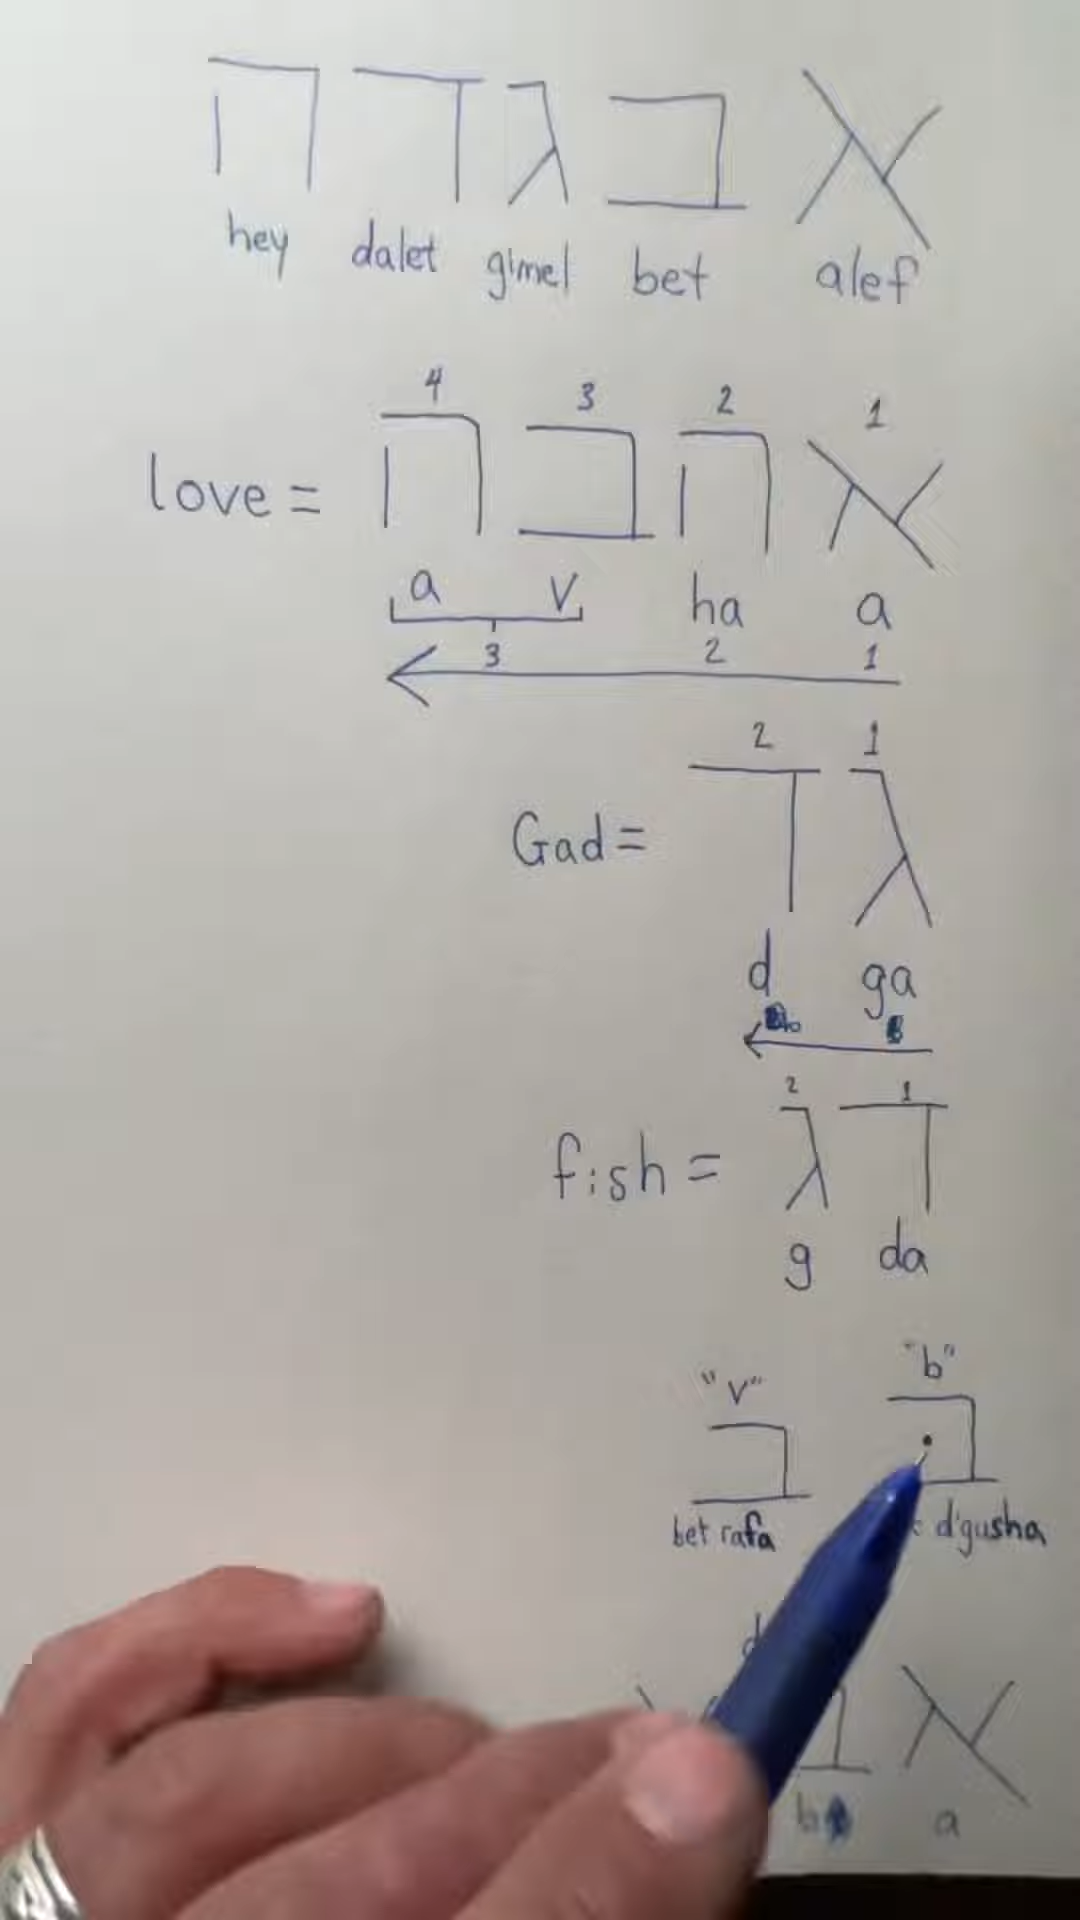 א ב ג ד ה
alef bet gimel dalet hey
1 2 3 4
love = אהבה
a ha v a
1 2 3
1 2
Gad = גד
ga d
1 2
fish = דג
da g
"b" "v"
ב בּ
d'gusha bet rafa
א
a b